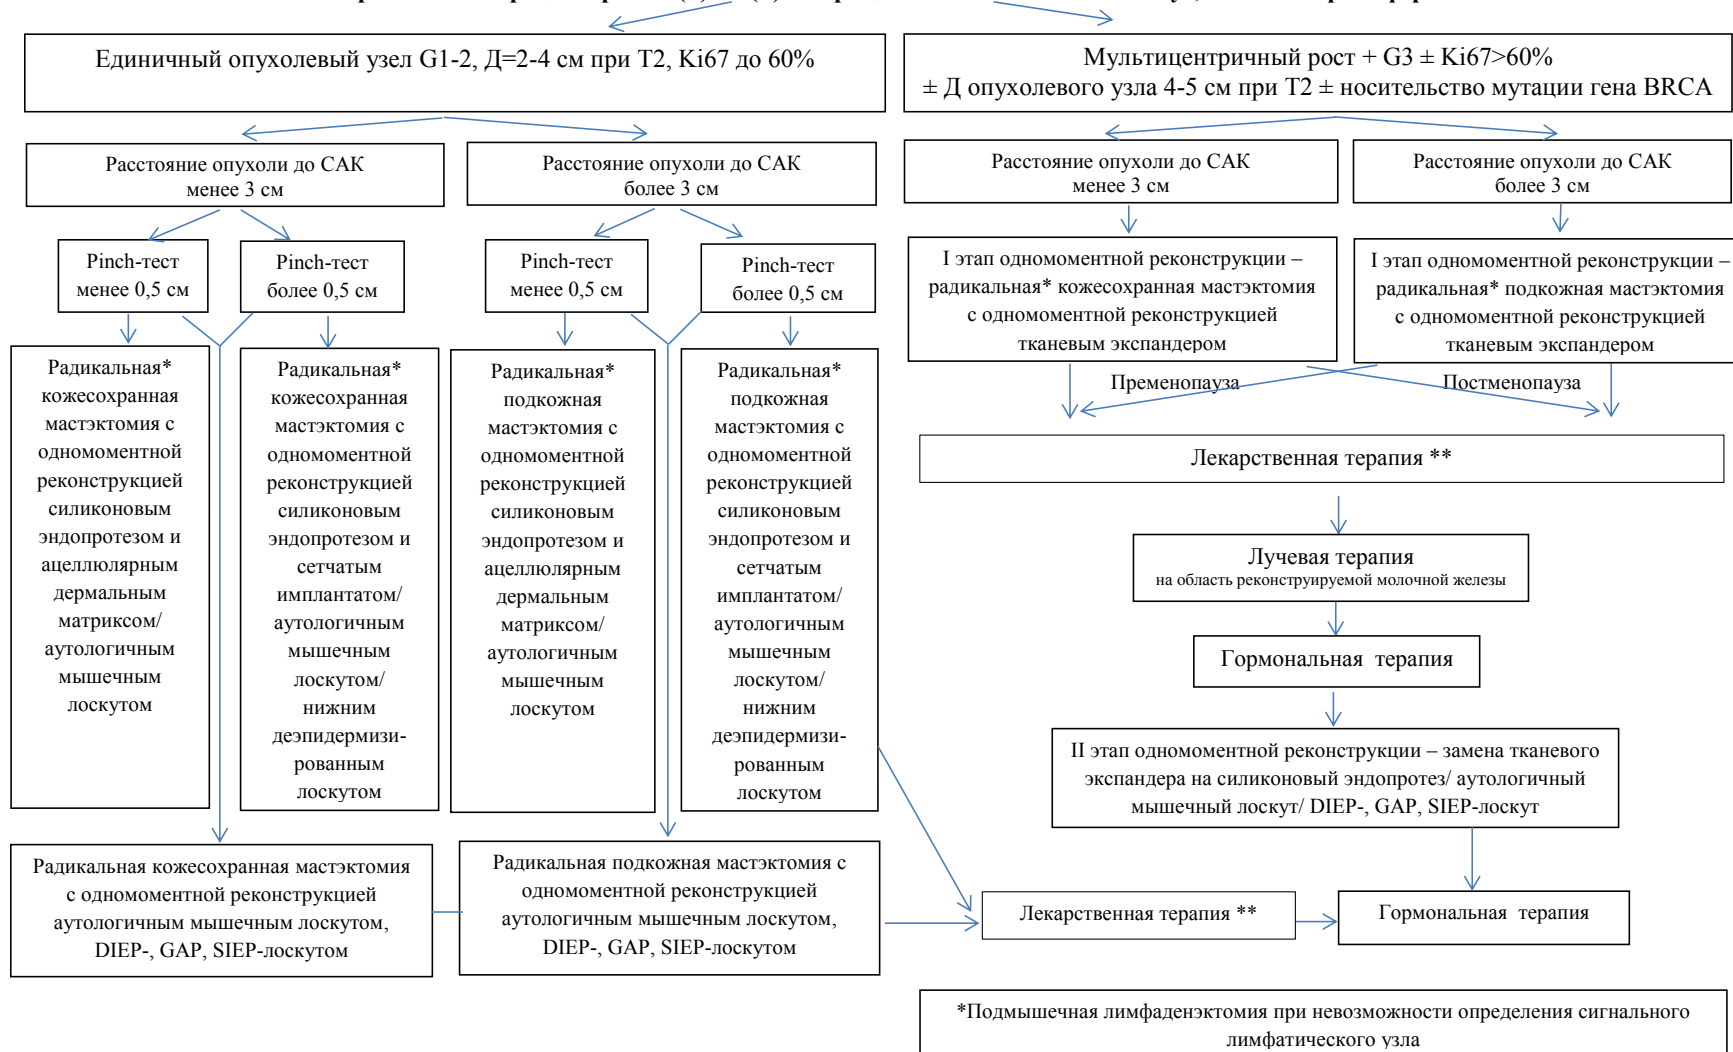 Единичный опухолевый узел G1-2, Д=2-4 см при Т2, Ki67 до 60%
Мультицентричный рост + G3 ± Ki67>60%
± Д опухолевого узла 4-5 см при Т2 ± носительство мутации гена BRCA
Расстояние опухоли до САК
менее 3 см
Расстояние опухоли до САК
более 3 см
Расстояние опухоли до САК
менее 3 см
Расстояние опухоли до САК
более 3 см
Pinch-тест
менее 0,5 см
Pinch-тест
более 0,5 см
Pinch-тест
менее 0,5 см
Pinch-тест
более 0,5 см
I этап одномоментной реконструкции –
радикальная* кожесохранная мастэктомия
с одномоментной реконструкцией
тканевым экспандером
I этап одномоментной реконструкции –
радикальная* подкожная мастэктомия
с одномоментной реконструкцией
тканевым экспандером
Радикальная*
кожесохранная
мастэктомия с
одномоментной
реконструкцией
силиконовым
эндопротезом и
ацеллюлярным
дермальным
матриксом/
аутологичным
мышечным
лоскутом
Радикальная*
кожесохранная
мастэктомия с
одномоментной
реконструкцией
силиконовым
эндопротезом и
сетчатым
имплантатом/
аутологичным
мышечным
лоскутом/
нижним
деэпидермизи-
рованным
лоскутом
Радикальная*
подкожная
мастэктомия с
одномоментной
реконструкцией
силиконовым
эндопротезом и
ацеллюлярным
дермальным
матриксом/
аутологичным
мышечным
лоскутом
Радикальная*
подкожная
мастэктомия с
одномоментной
реконструкцией
силиконовым
эндопротезом и
сетчатым
имплантатом/
аутологичным
мышечным
лоскутом/
нижним
деэпидермизи-
рованным
лоскутом
Пременопауза
Постменопауза
Лекарственная терапия **
Лучевая терапия
на область реконструируемой молочной железы
Гормональная терапия
II этап одномоментной реконструкции – замена тканевого
экспандера на силиконовый эндопротез/ аутологичный
мышечный лоскут/ DIEP-, GAP, SIEP-лоскут
Радикальная кожесохранная мастэктомия
с одномоментной реконструкцией
аутологичным мышечным лоскутом,
DIEP-, GAP, SIEP-лоскутом
Радикальная подкожная мастэктомия с
одномоментной реконструкцией
аутологичным мышечным лоскутом,
DIEP-, GAP, SIEP-лоскутом
Лекарственная терапия **
Гормональная терапия
*Подмышечная лимфаденэктомия при невозможности определения сигнального
лимфатического узла